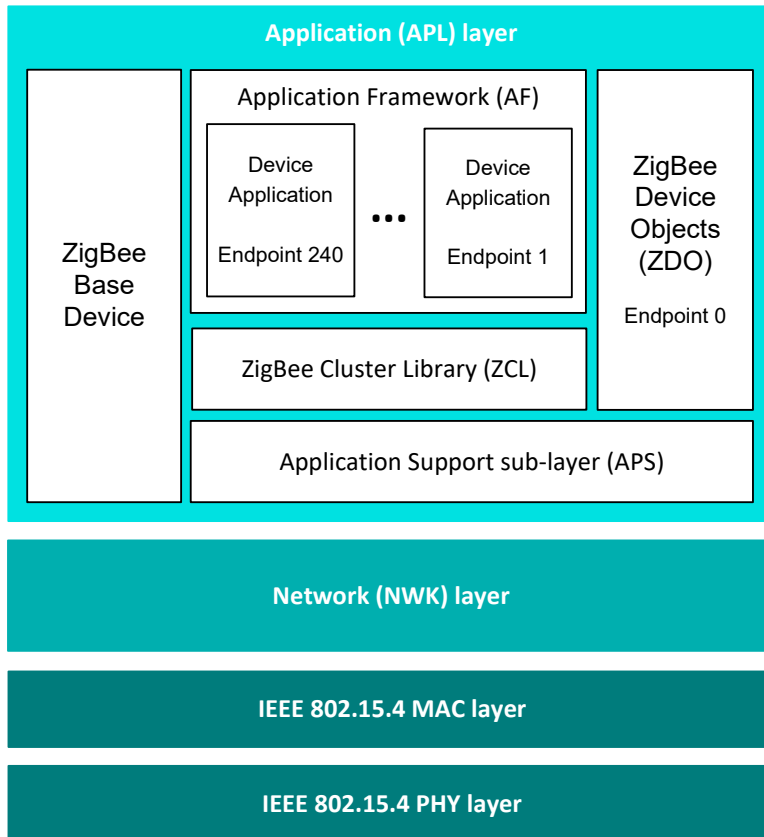 Application (APL) layer
ZigBee
Base
Device
Application Framework (AF)
Device
Application
Endpoint 240
...
Device
Application
Endpoint 1
ZigBee
Device
Objects
(ZDO)
Endpoint 0
ZigBee Cluster Library (ZCL)
Application Support sub-layer (APS)
Network (NWK) layer
IEEE 802.15.4 MAC layer
IEEE 802.15.4 PHY layer